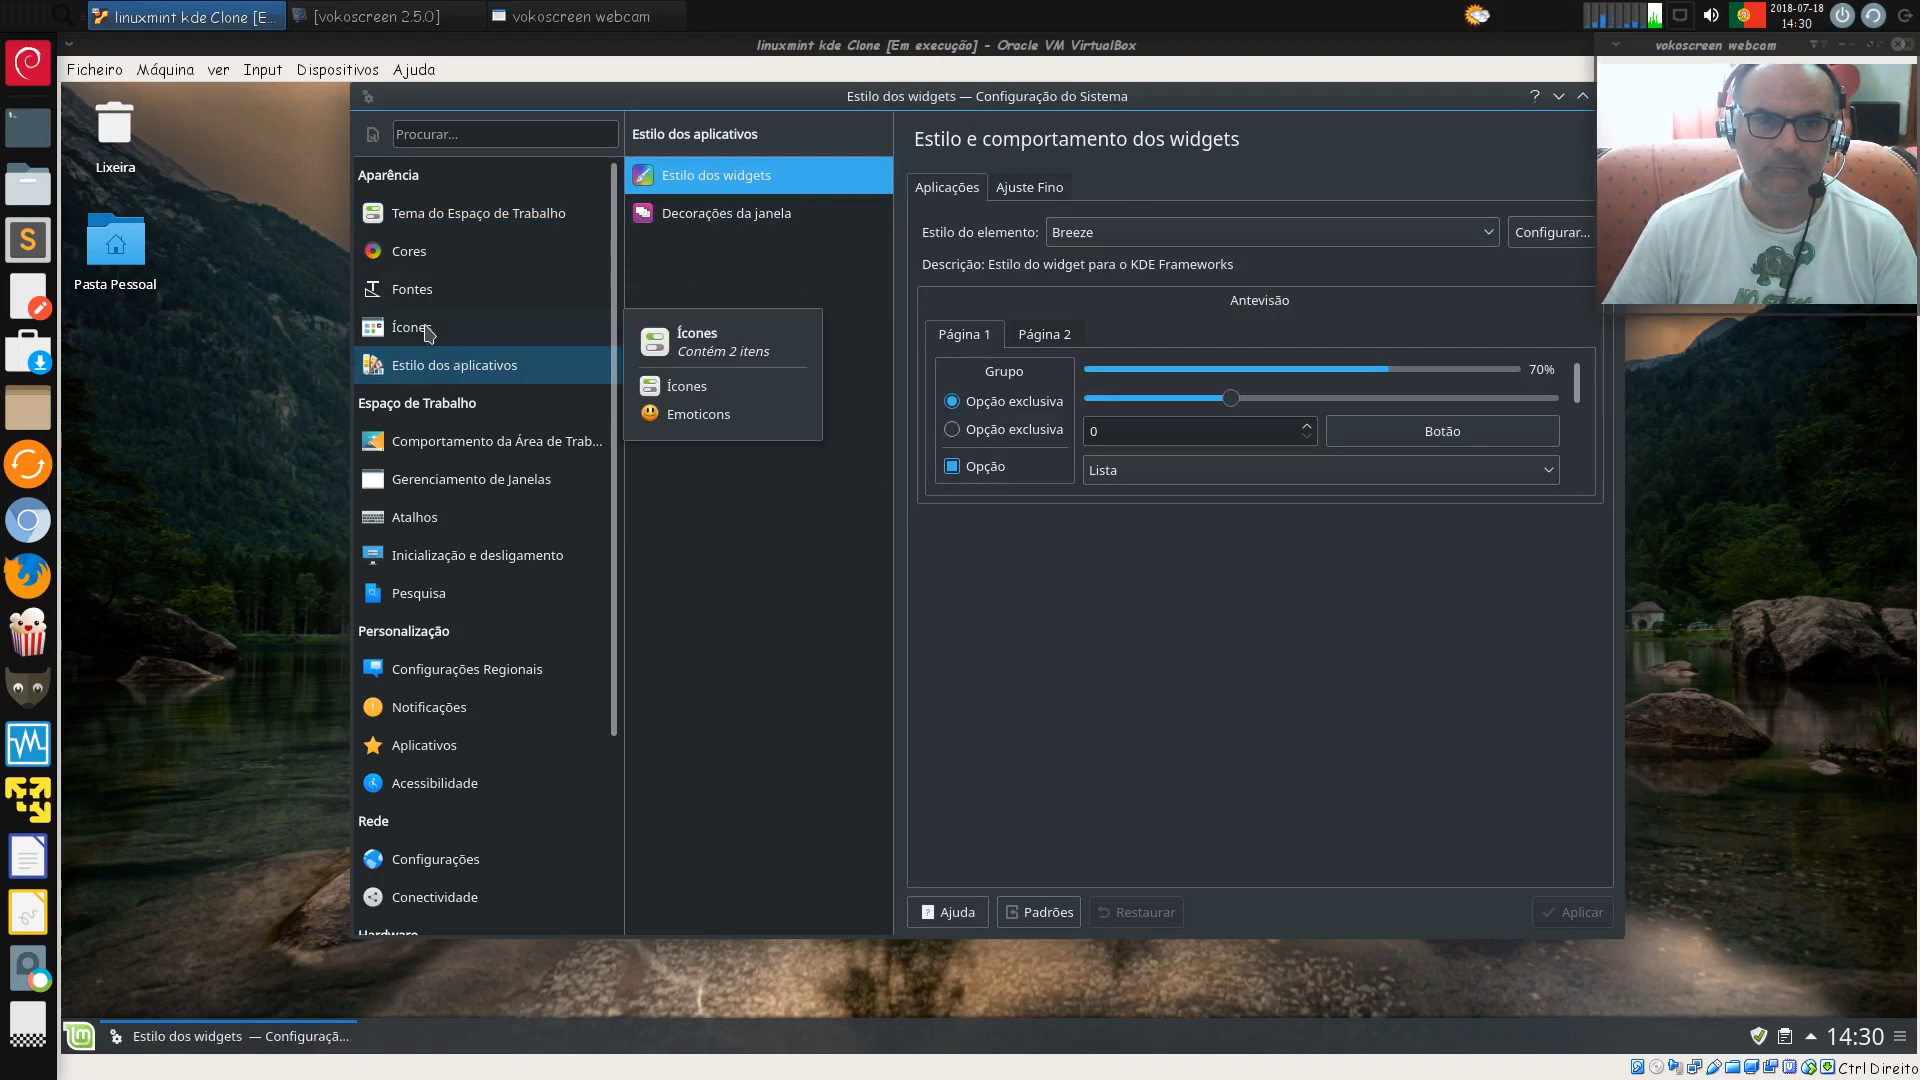 linuxmint kde Clone [E...
[vokoscreen 2.5.0]
vokoscreen webcam
2018-07-18
14:30
linuxmint kde Clone [Em execução] - Oracle VM VirtualBox
vokoscreen webcam
Ficheiro Máquina ver Input Dispositivos Ajuda
Estilo dos widgets — Configuração do Sistema
Lixeira
Pasta Pessoal
Procurar...
Aparência
Tema do Espaço de Trabalho
Cores
Fontes
Ícones
Estilo dos aplicativos
Espaço de Trabalho
Comportamento da Área de Trab...
Gerenciamento de Janelas
Atalhos
Inicialização e desligamento
Pesquisa
Personalização
Configurações Regionais
Notificações
Aplicativos
Acessibilidade
Rede
Configurações
Conectividade
Hardware
Estilo dos aplicativos
Estilo dos widgets
Decorações da janela
Ícones
Contém 2 itens
Ícones
Emoticons
Estilo e comportamento dos widgets
Aplicações
Ajuste Fino
Estilo do elemento:
Breeze
Configurar...
Descrição: Estilo do widget para o KDE Frameworks
Antevisão
Página 1
Página 2
Grupo
70%
Opção exclusiva
Opção exclusiva
0
Botão
Opção
Lista
Ajuda
Padrões
Restaurar
Aplicar
Estilo dos widgets — Configuraçã...
14:30
Ctrl Direito